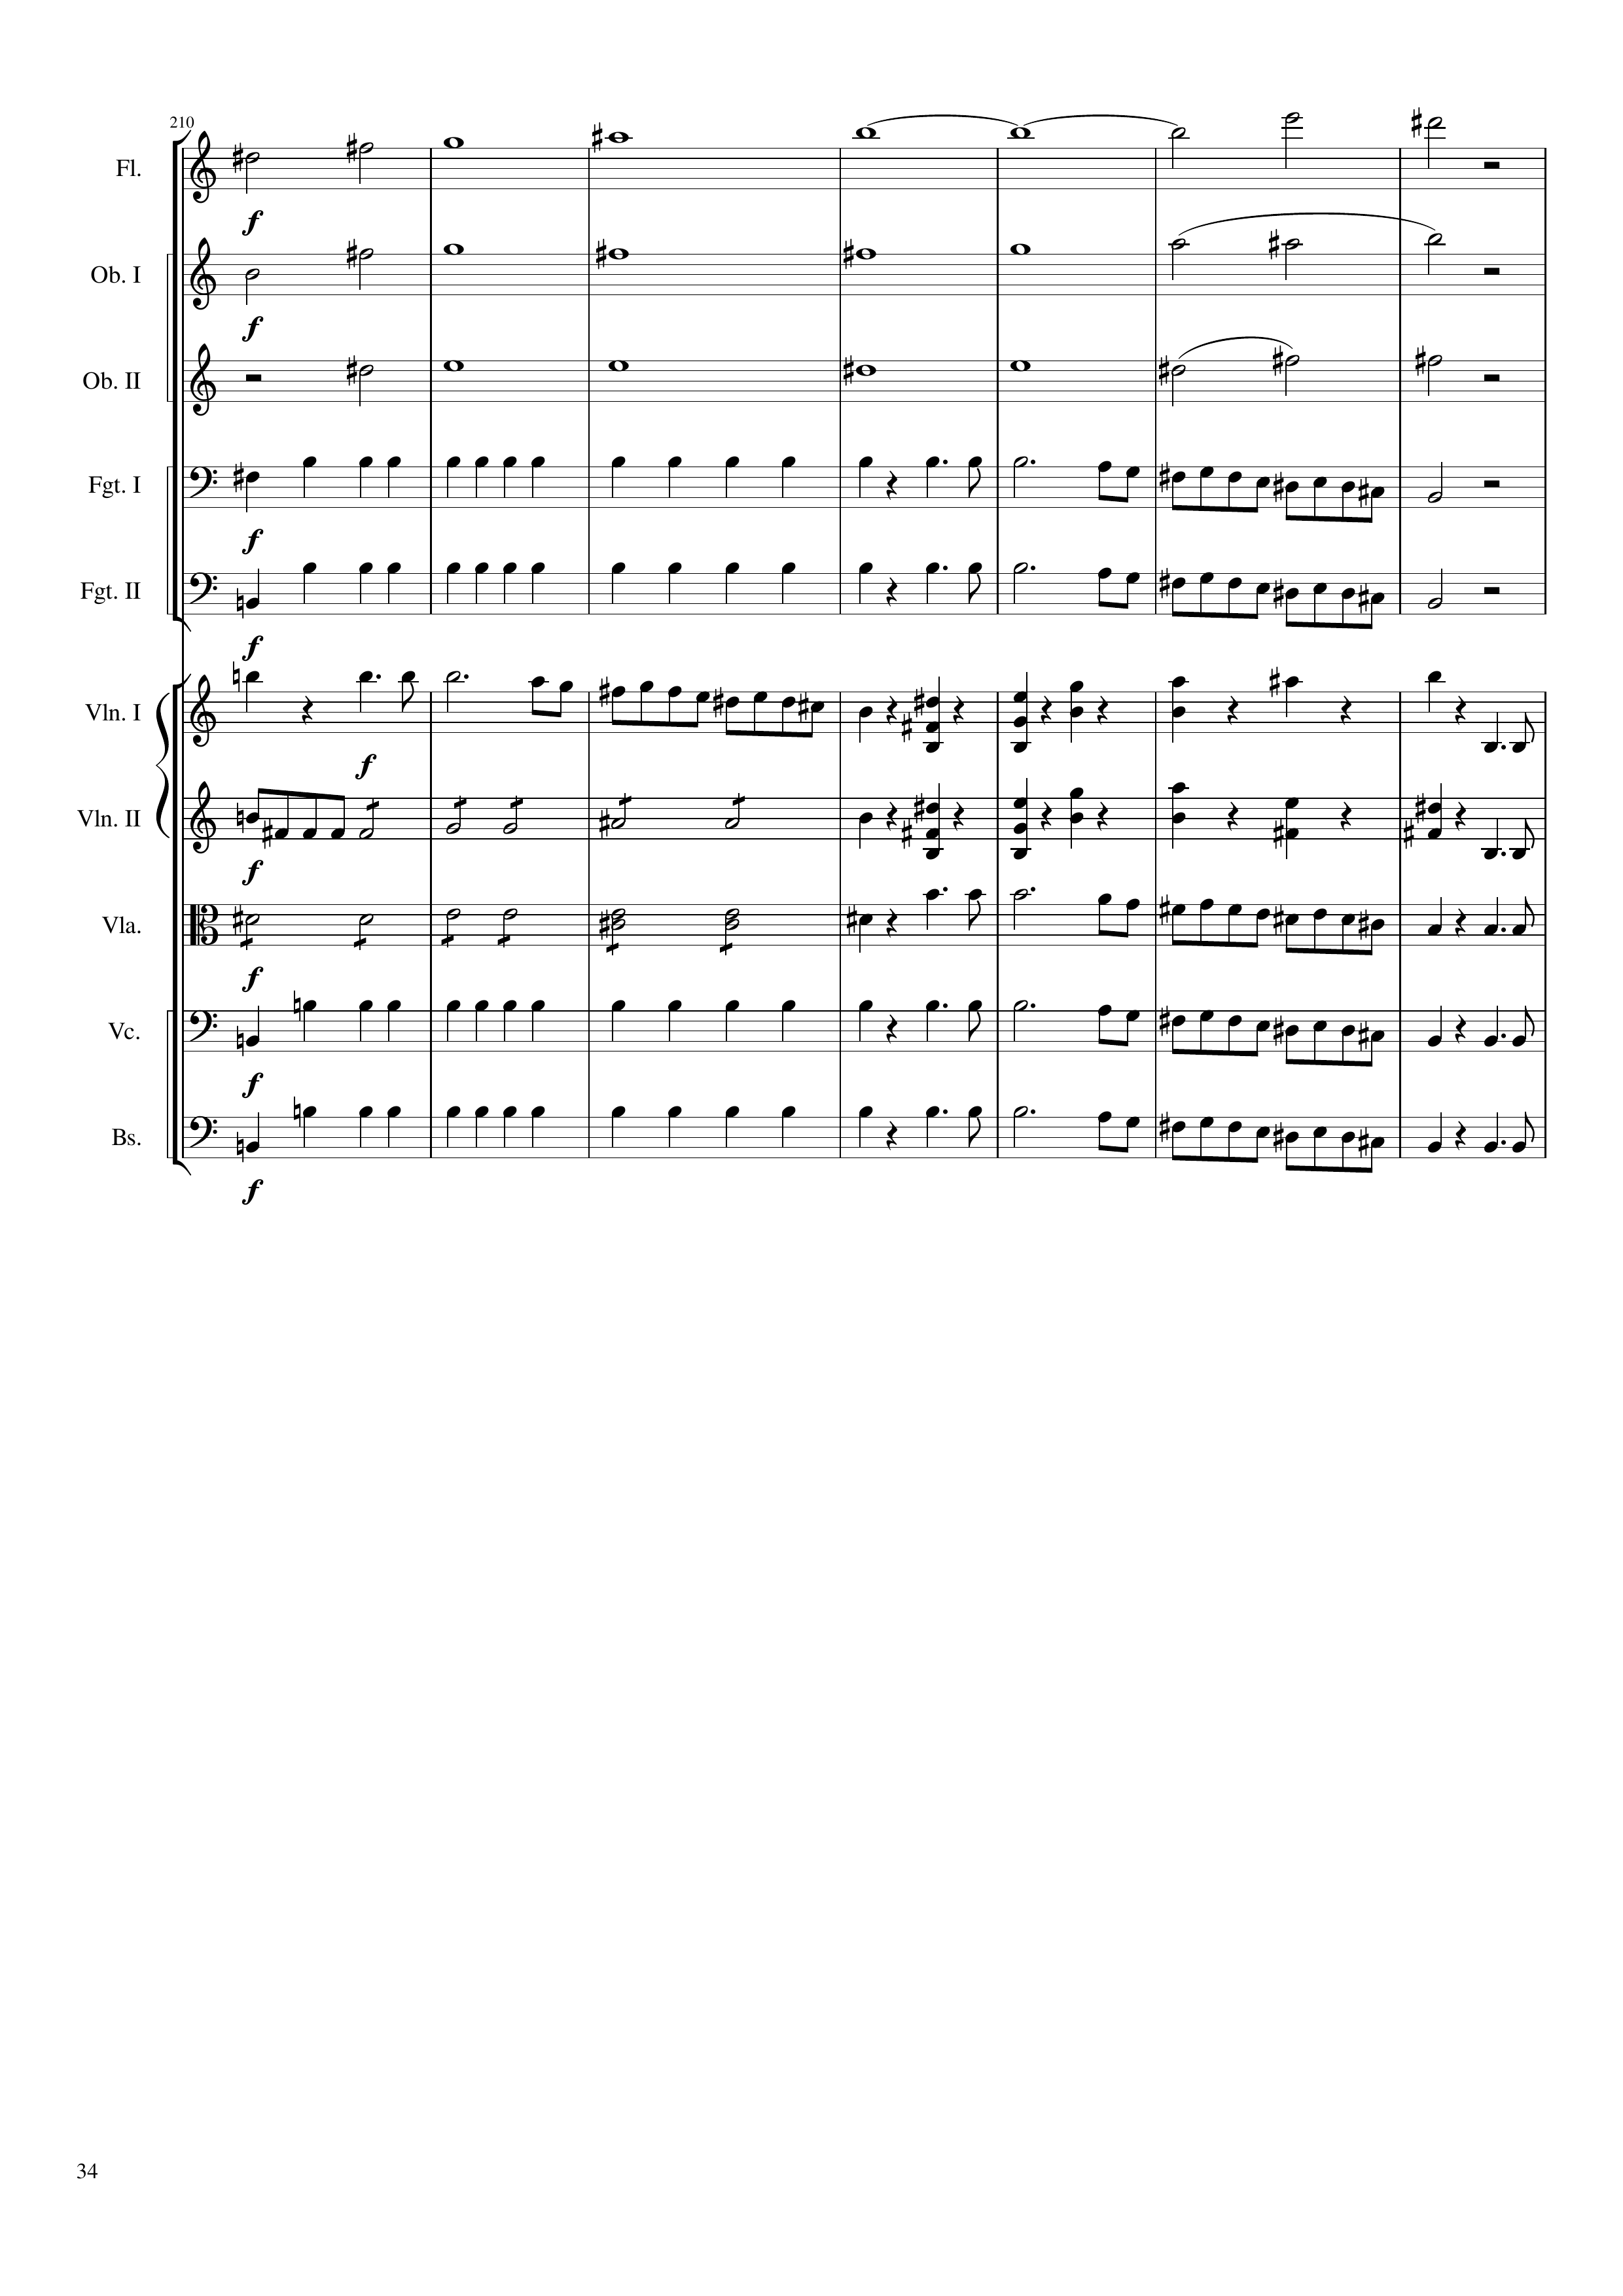 210
Fl.
f
Ob. I
f
Ob. II
Fgt. I
f
Fgt. II
f
Vln. I
f
Vln. II
f
Vla.
f
Vc.
f
Bs.
f
34